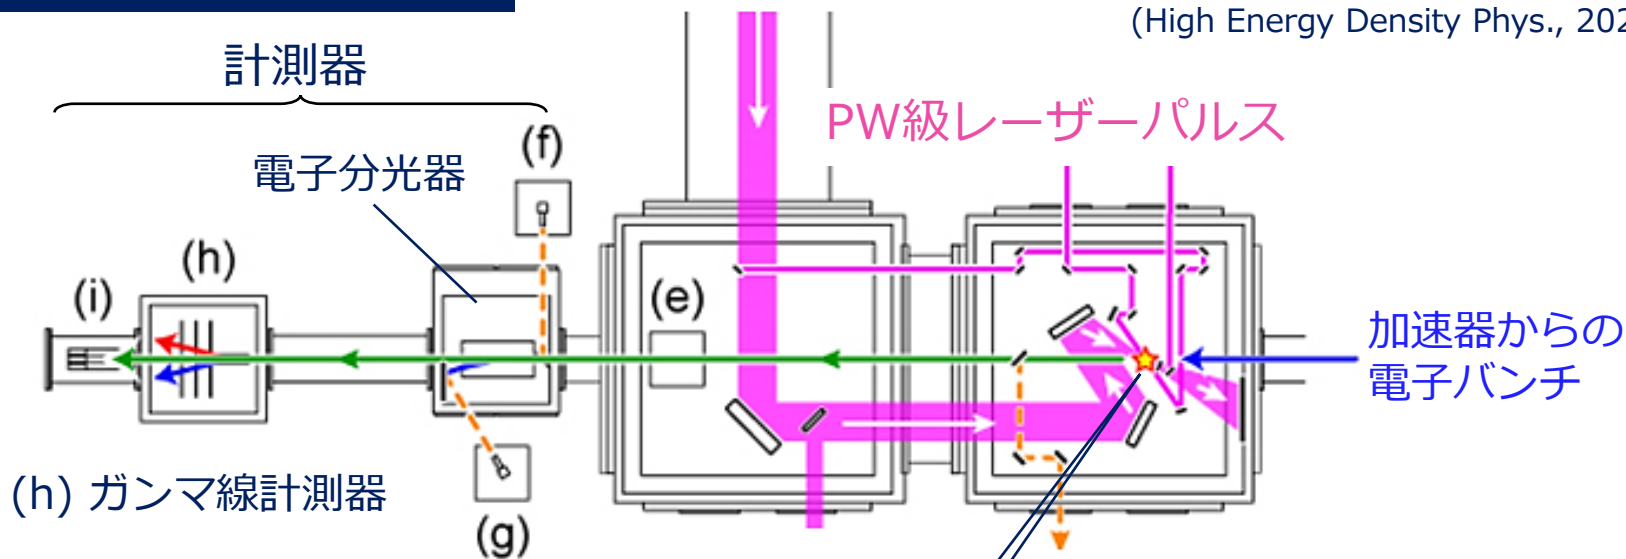 (High Energy Density Phys., 202
計測器
PW級レーザーパルス
(f)
電子分光器
(h)
(i)
(e)
加速器からの
電子バンチ
(h) ガンマ線計測器
(g)